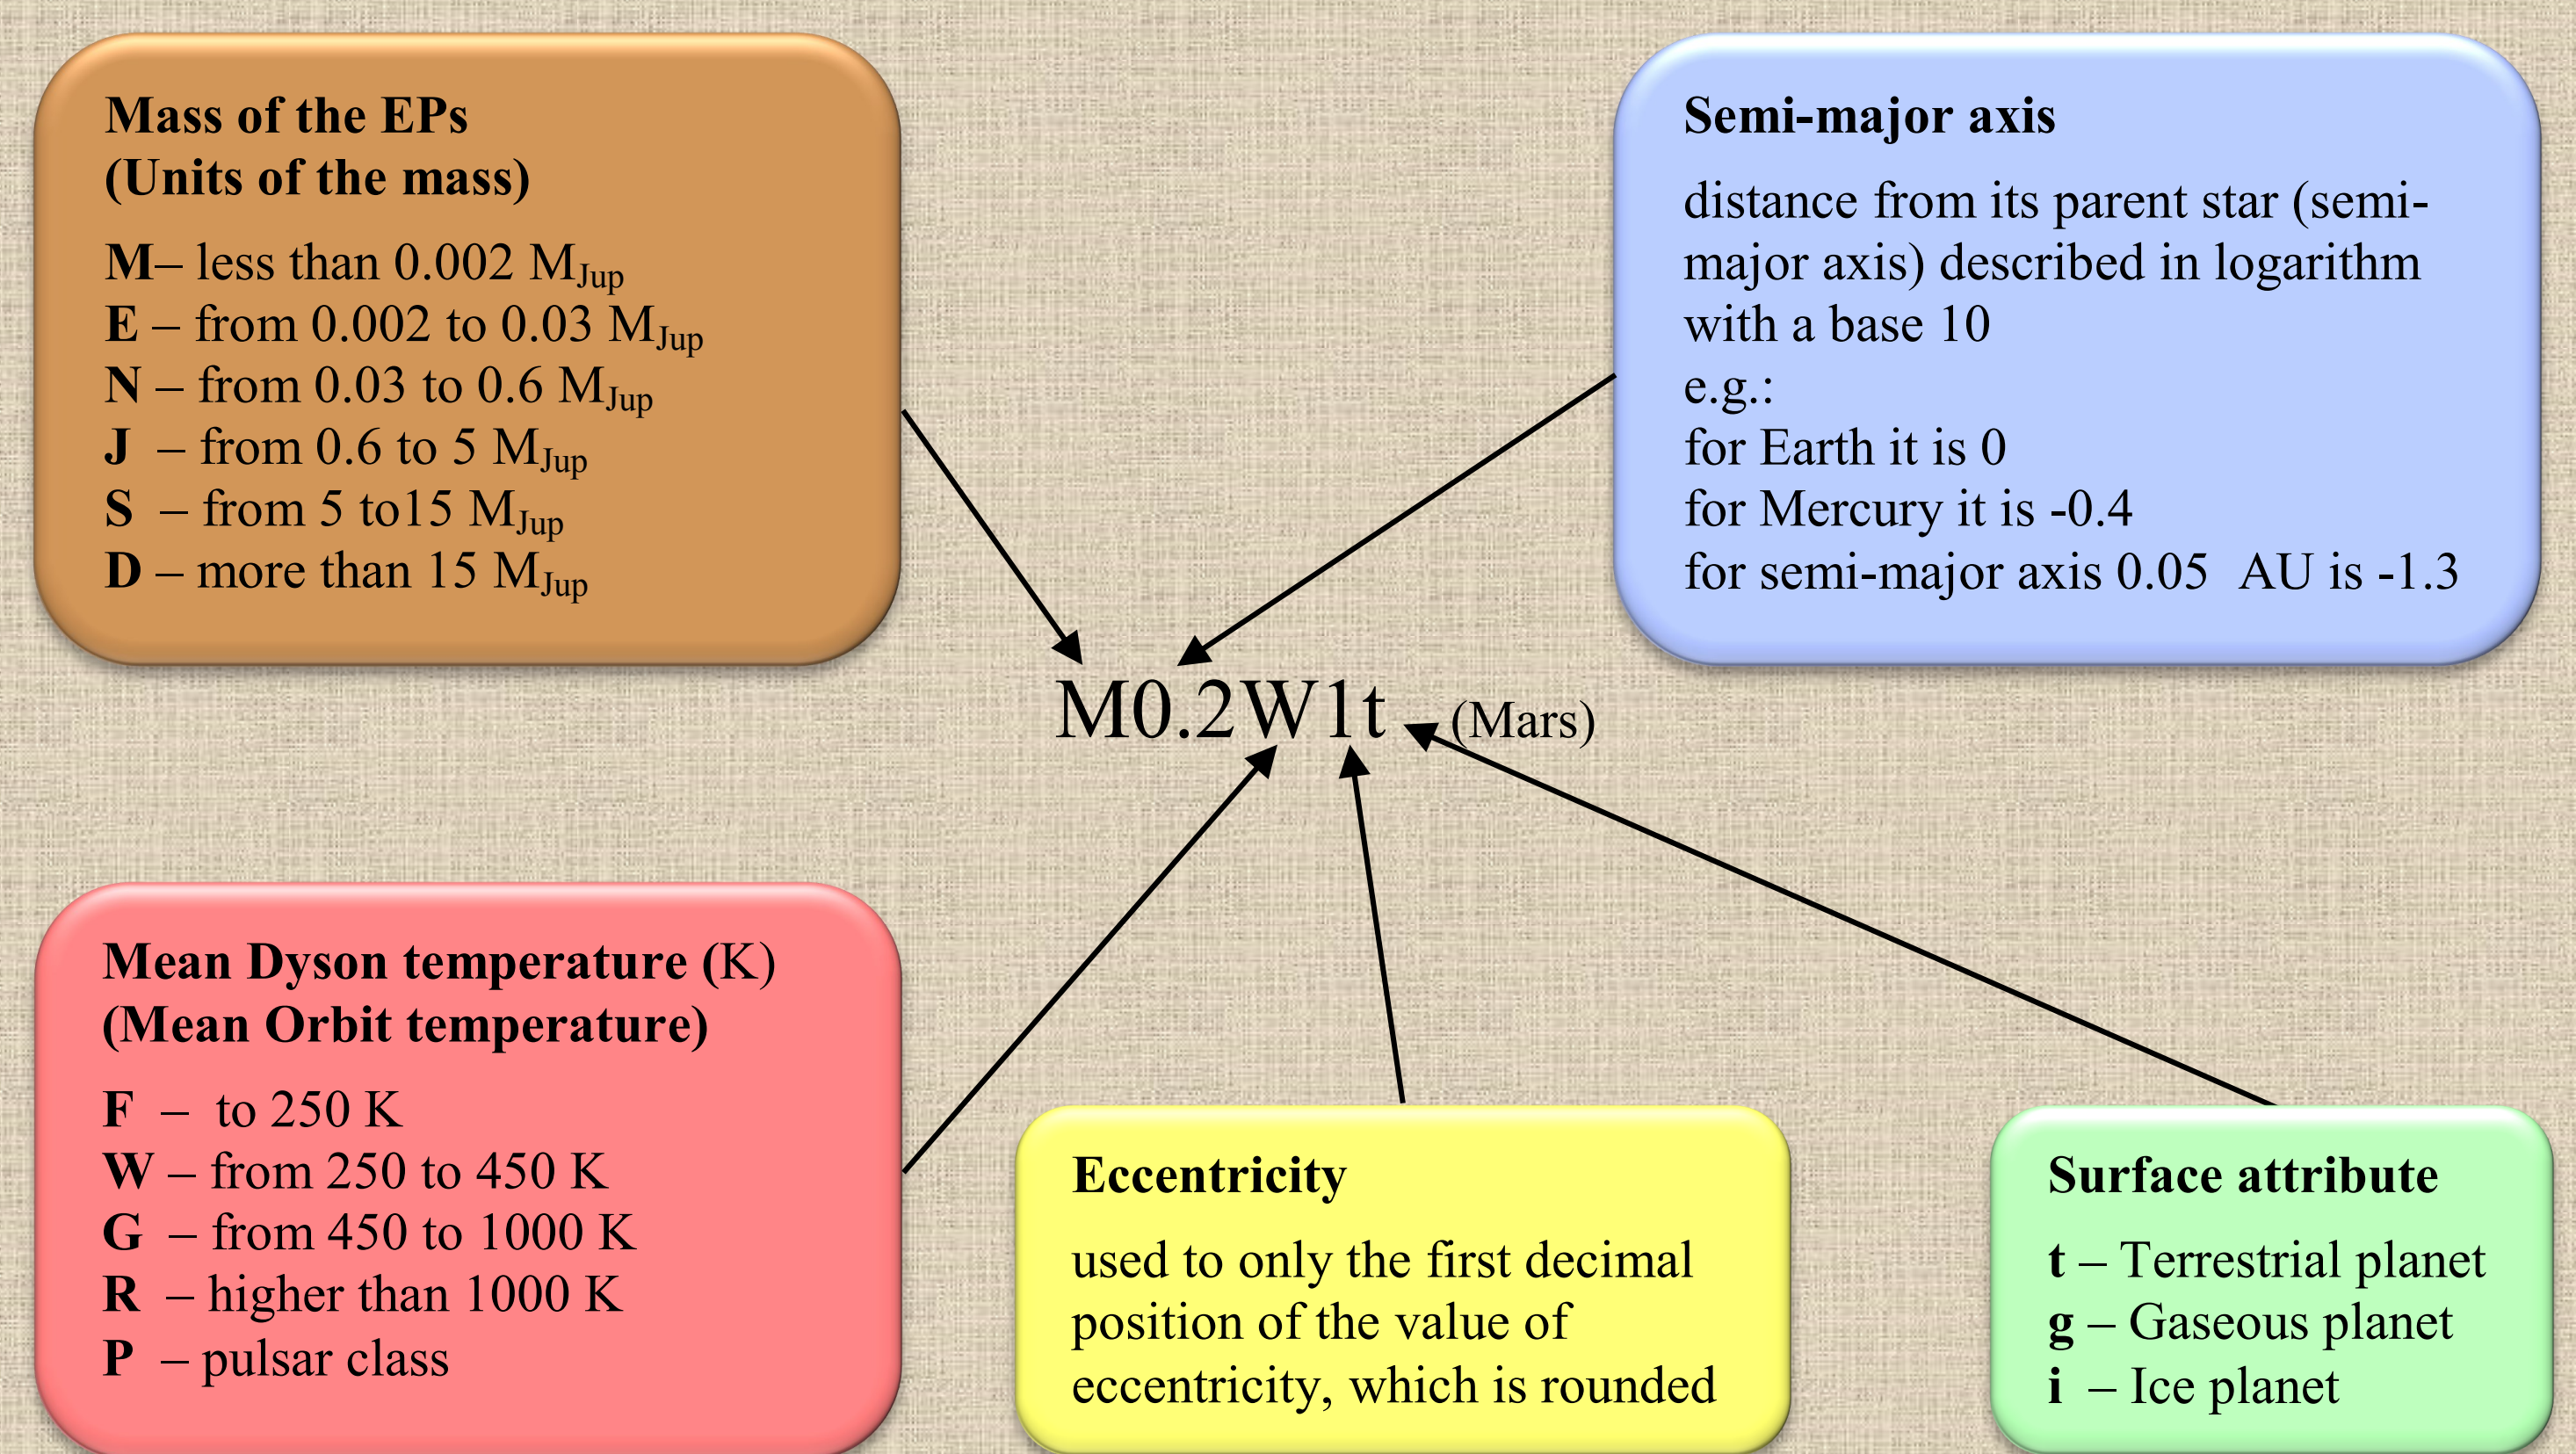 Mass of the EPs
(Units of the mass)
M– less than 0.002 MJup
E – from 0.002 to 0.03 MJup
N – from 0.03 to 0.6 MJup
J – from 0.6 to 5 MJup
S – from 5 to15 MJup
D – more than 15 MJup
Semi-major axis
distance from its parent star (semi-
major axis) described in logarithm
with a base 10
e.g.:
for Earth it is 0
for Mercury it is -0.4
for semi-major axis 0.05 AU is -1.3
M0.2W1t (Mars)
Mean Dyson temperature (K)
(Mean Orbit temperature)
F – to 250 K
W – from 250 to 450 K
G – from 450 to 1000 K
R – higher than 1000 K
P – pulsar class
Eccentricity
used to only the first decimal
position of the value of
eccentricity, which is rounded
Surface attribute
t – Terrestrial planet
g – Gaseous planet
i – Ice planet